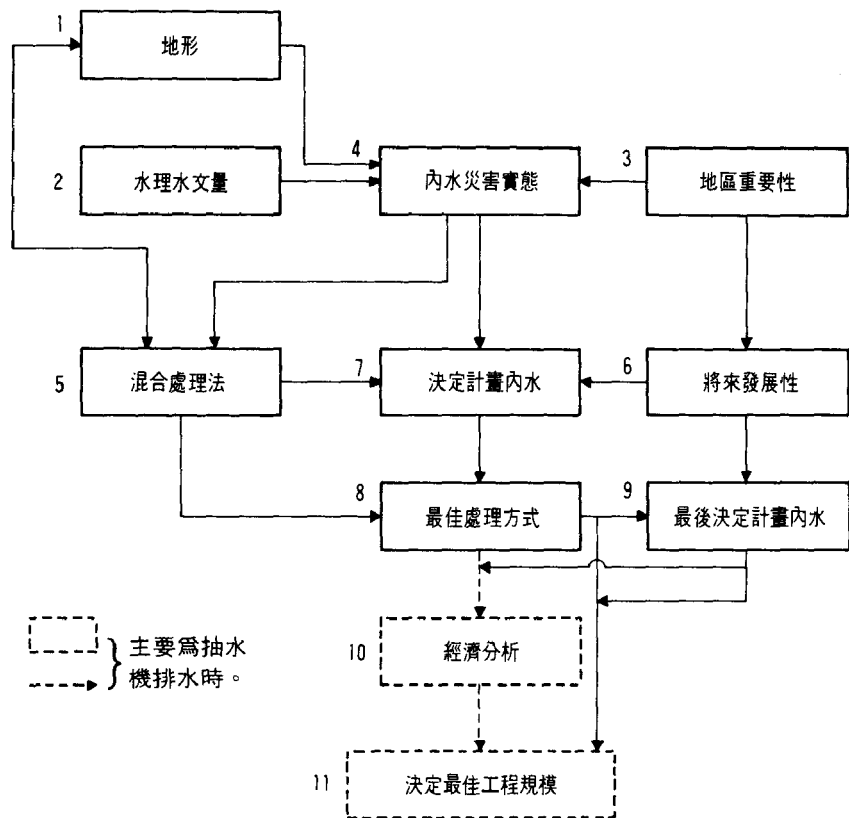 1
地形
4
3
2
水理水文量
內水災害實態
地區重要性
5
混合處理法
7
決定計畫內水
6
將來發展性
8
最佳處理方式
9
最後決定計畫內水
主要爲抽水
機排水時。
10
經濟分析
11
決定最佳工程規模